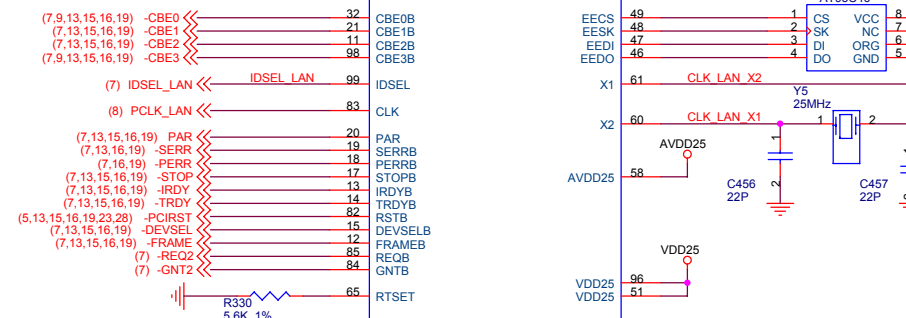 (7,9,13,15,16,19) -CBE0 32 CBE0B
(7,13,15,16,19) -CBE1 21 CBE1B
(7,13,15,16,19) -CBE2 11 CBE2B
(7,9,13,15,16,19) -CBE3 98 CBE3B
(7) IDSEL_LAN IDSEL_LAN 99 IDSEL
(8) PCLK_LAN 83 CLK
(7,13,15,16,19) PAR 20 PAR
(7,13,16,19) -SERR 19 SERRB
(7,16,19) -PERR 18 PERRB
(7,13,15,16,19) -STOP 17 STOPB
(7,13,15,16,19) -IRDY 13 IRDYB
(7,13,15,16,19) -TRDY 14 TRDYB
(5,13,15,16,19,23,28) -PCIRST 82 RSTB
(7,13,15,16,19) -DEVSEL 15 DEVSELB
(7,13,15,16,19) -FRAME 12 FRAMEB
(7) -REQ2 85 REQB
(7) -GNT2 84 GNTB
65 RTSET
R330
5.6K 1%
EECS 49 1 CS VCC 8
EESK 48 2 SK NC 7
EEDI 47 3 DI ORG 6
EEDO 46 4 DO GND 5
X1 61 CLK_LAN_X2
Y5
25MHz
X2 60 CLK_LAN_X1 1 2
AVDD25
AVDD25 58
1
2
C456
22P
C457
22P
VDD25
VDD25 96
VDD25 51